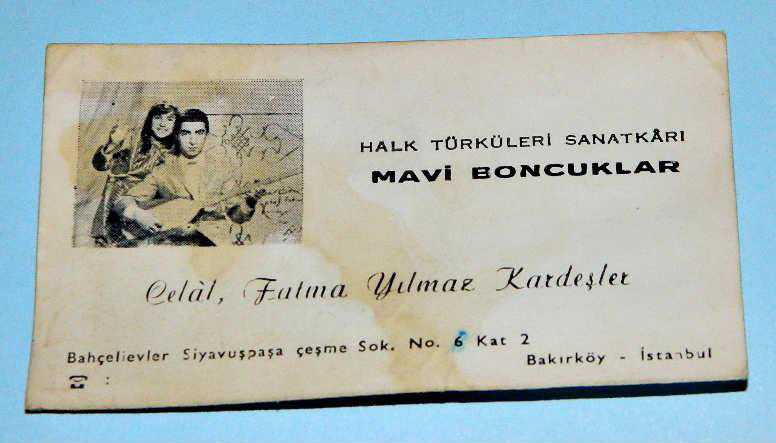 HALK TÜRKÜLERİ SANATKÂRI
MAVİ BONCUKLAR
Celâl, Fatma Yılmaz Kardeşler
Bahçelievler Siyavuşpaşa çeşme Sok. No. 6 Kat 2
Bakırköy - İstanbul
☎ :